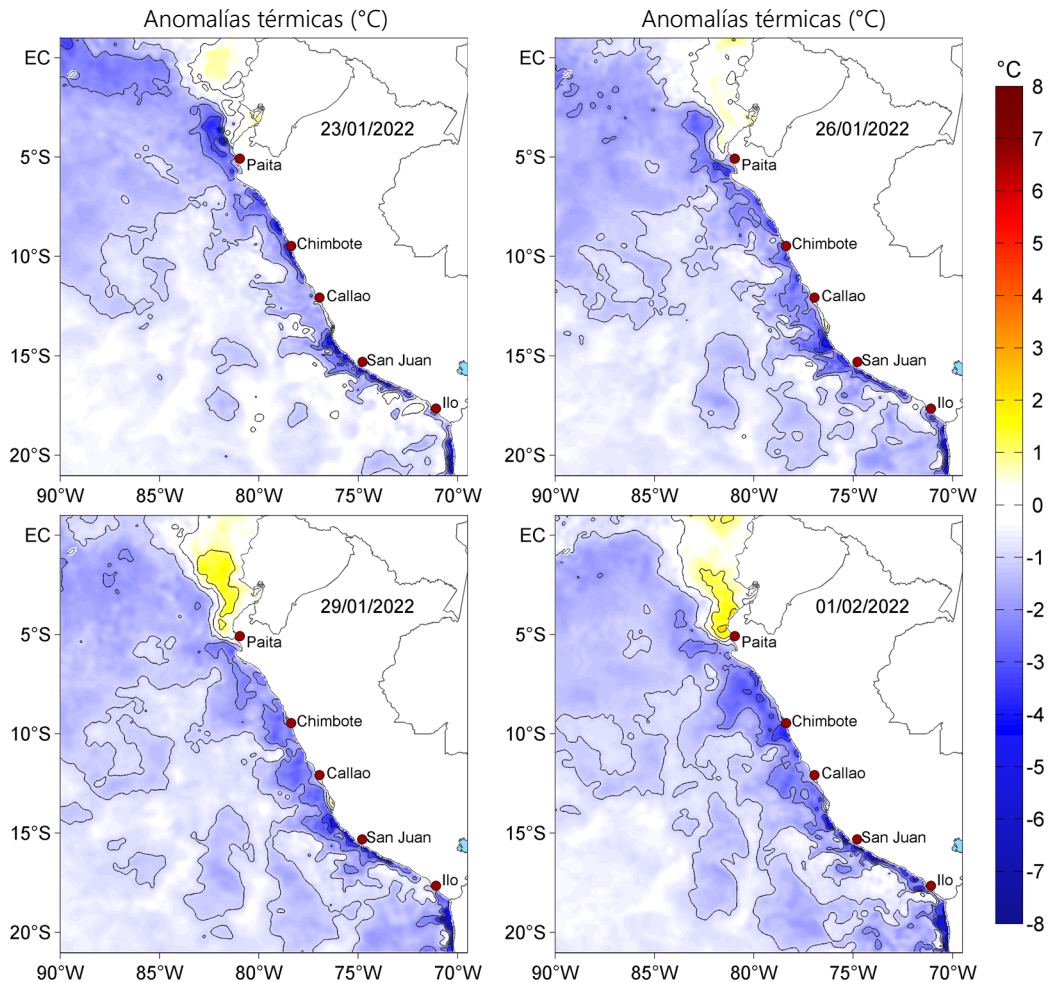 Anomalías térmicas (°C)
Anomalías térmicas (°C)
EC
5°S
10°S
15°S
20°S
90°W
85°W
80°W
75°W
70°W
23/01/2022
Paita
Chimbote
Callao
San Juan
Ilo
EC
5°S
10°S
15°S
20°S
90°W
85°W
80°W
75°W
70°W
26/01/2022
Paita
Chimbote
Callao
San Juan
Ilo
EC
5°S
10°S
15°S
20°S
90°W
85°W
80°W
75°W
70°W
29/01/2022
Paita
Chimbote
Callao
San Juan
Ilo
EC
5°S
10°S
15°S
20°S
90°W
85°W
80°W
75°W
70°W
01/02/2022
Paita
Chimbote
Callao
San Juan
Ilo
°C
8
7
6
5
4
3
2
1
0
-1
-2
-3
-4
-5
-6
-7
-8